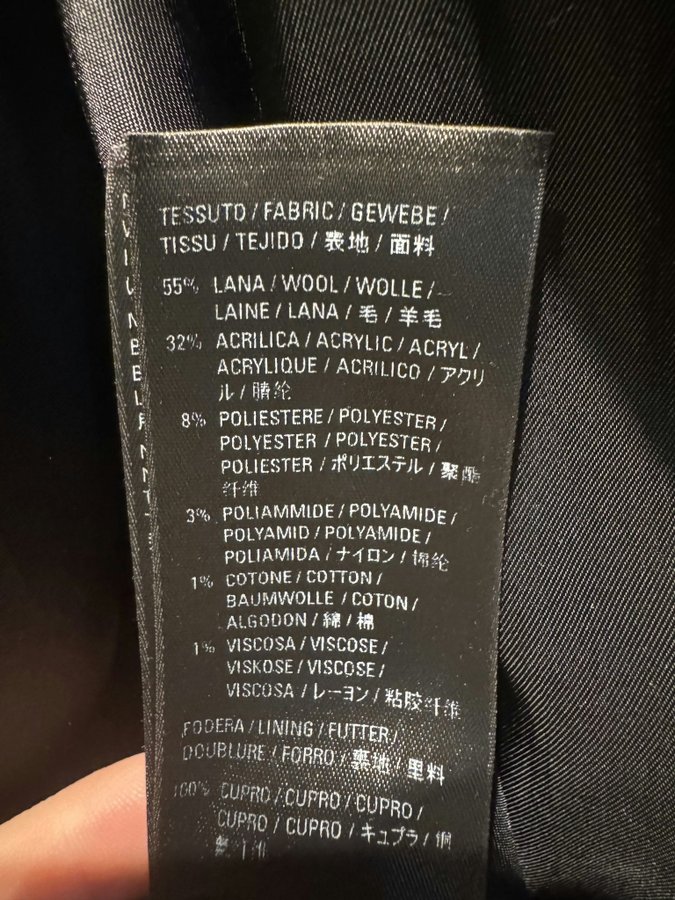 TESSUTO / FABRIC / GEWEBE /
TISSU / TEJIDO / 表地 / 面料
55% LANA / WOOL / WOLLE /
LAINE / LANA / 毛 / 羊毛
32% ACRILICA / ACRYLIC / ACRYL /
ACRYLIQUE / ACRILICO / アクリ
ル / 腈纶
8% POLIESTERE / POLYESTER /
POLYESTER / POLYESTER /
POLIESTER / ポリエステル / 聚酯
纤维
3% POLIAMMIDE / POLYAMIDE /
POLYAMID / POLYAMIDE /
POLIAMIDA / ナイロン / 锦纶
1% COTONE / COTTON /
BAUMWOLLE / COTON /
ALGODON / 綿 / 棉
1% VISCOSA / VISCOSE /
VISKOSE / VISCOSE /
VISCOSA / レーヨン / 粘胶纤维
FODERA / LINING / FUTTER /
DOUBLURE / FORRO / 裏地 / 里料
100% CUPRO / CUPRO / CUPRO /
CUPRO / CUPRO / キュプラ / 铜